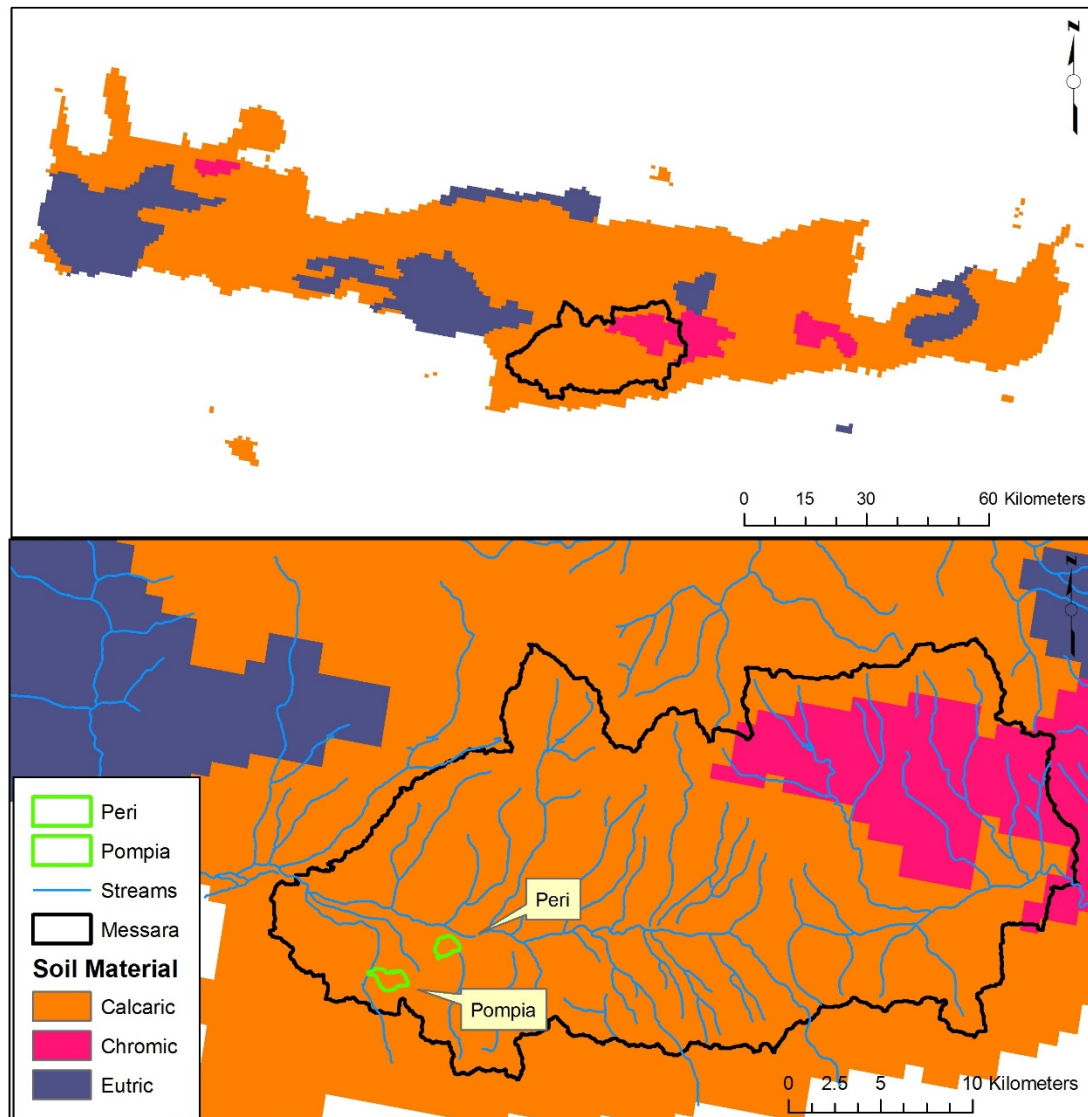 N
0 15 30 60 Kilometers
N
Peri
Pompia
Streams
Messara
Soil Material
Calcaric
Chromic
Eutric
Peri
Pompia
0 2.5 5 10 Kilometers